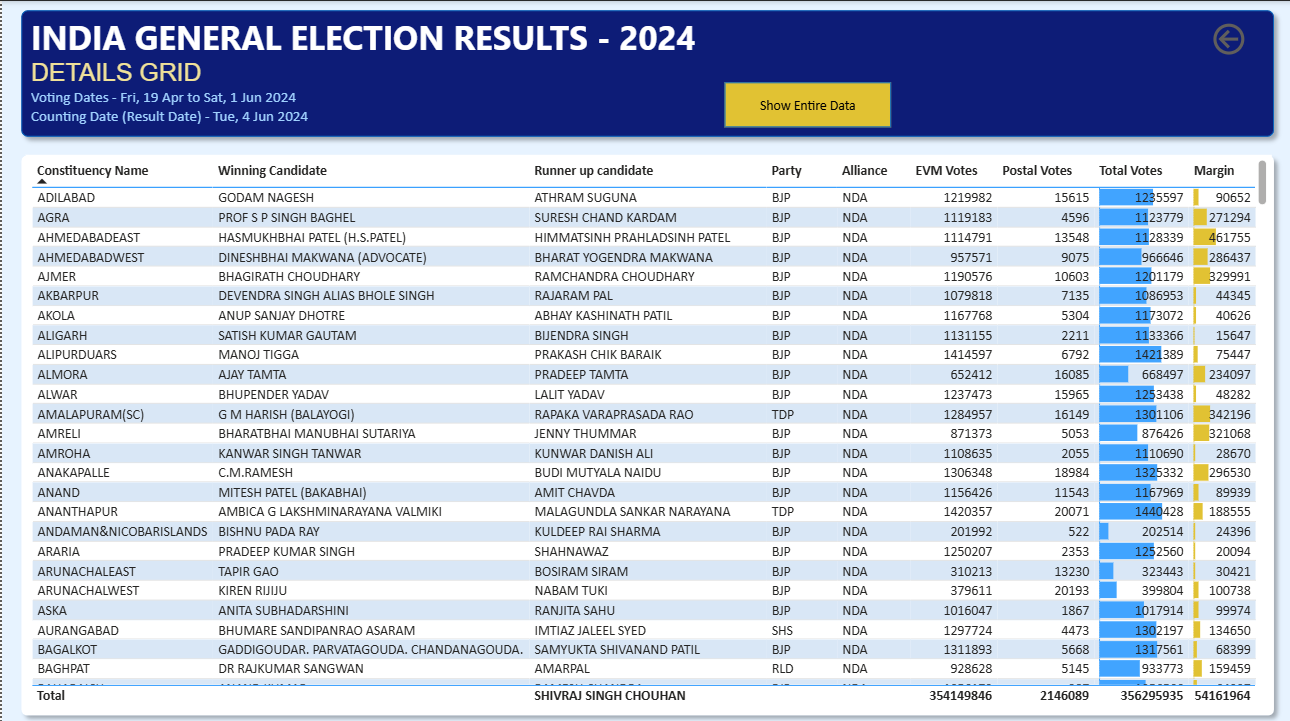 INDIA GENERAL ELECTION RESULTS - 2024
DETAILS GRID
Voting Dates - Fri, 19 Apr to Sat, 1 Jun 2024
Counting Date (Result Date) - Tue, 4 Jun 2024
Show Entire Data
Constituency Name Winning Candidate Runner up candidate Party Alliance EVM Votes Postal Votes Total Votes Margin
ADILABAD GODAM NAGESH ATHRAM SUGUNA BJP NDA 1219982 15615 1235597 90652
AGRA PROF S P SINGH BAGHEL SURESH CHAND KARDAM BJP NDA 1119183 4596 1123779 271294
AHMEDABADEAST HASMUKHBHAI PATEL (H.S.PATEL) HIMMATSINH PRAHLADSINH PATEL BJP NDA 1114791 13548 1128339 461755
AHMEDABADWEST DINESHBHAI MAKWANA (ADVOCATE) BHARAT YOGENDRA MAKWANA BJP NDA 957571 9075 966646 286437
AJMER BHAGIRATH CHOUDHARY RAMCHANDRA CHOUDHARY BJP NDA 1190576 10603 1201179 329991
AKBARPUR DEVENDRA SINGH ALIAS BHOLE SINGH RAJARAM PAL BJP NDA 1079818 7135 1086953 44345
AKOLA ANUP SANJAY DHOTRE ABHAY KASHINATH PATIL BJP NDA 1167768 5304 1173072 40626
ALIGARH SATISH KUMAR GAUTAM BIJENDRA SINGH BJP NDA 1131155 2211 1133366 15647
ALIPURDUARS MANOJ TIGGA PRAKASH CHIK BARAIK BJP NDA 1414597 6792 1421389 75447
ALMORA AJAY TAMTA PRADEEP TAMTA BJP NDA 652412 16085 668497 234097
ALWAR BHUPENDER YADAV LALIT YADAV BJP NDA 1237473 15965 1253438 48282
AMALAPURAM(SC) G M HARISH (BALAYOGI) RAPAKA VARAPRASADA RAO TDP NDA 1284957 16149 1301106 342196
AMRELI BHARATBHAI MANUBHAI SUTARIYA JENNY THUMMAR BJP NDA 871373 5053 876426 321068
AMROHA KANWAR SINGH TANWAR KUNWAR DANISH ALI BJP NDA 1108635 2055 1110690 28670
ANAKAPALLE C.M.RAMESH BUDI MUTYALA NAIDU BJP NDA 1306348 18984 1325332 296530
ANAND MITESH PATEL (BAKABHAI) AMIT CHAVDA BJP NDA 1156426 11543 1167969 89939
ANANTHAPUR AMBICA G LAKSHMINARAYANA VALMIKI MALAGUNDLA SANKAR NARAYANA TDP NDA 1420357 20071 1440428 188555
ANDAMAN&NICOBARISLANDS BISHNU PADA RAY KULDEEP RAI SHARMA BJP NDA 201992 522 202514 24396
ARARIA PRADEEP KUMAR SINGH SHAHNAWAZ BJP NDA 1250207 2353 1252560 20094
ARUNACHALEAST TAPIR GAO BOSIRAM SIRAM BJP NDA 310213 13230 323443 30421
ARUNACHALWEST KIREN RIJIJU NABAM TUKI BJP NDA 379611 20193 399804 100738
ASKA ANITA SUBHADARSHINI RANJITA SAHU BJP NDA 1016047 1867 1017914 99974
AURANGABAD BHUMARE SANDIPANRAO ASARAM IMTIAZ JALEEL SYED SHS NDA 1297724 4473 1302197 134650
BAGALKOT GADDIGOUDAR. PARVATAGOUDA. CHANDANAGOUDA. SAMYUKTA SHIVANAND PATIL BJP NDA 1311893 5668 1317561 68399
BAGHPAT DR RAJKUMAR SANGWAN AMARPAL RLD NDA 928628 5145 933773 159459
Total SHIVRAJ SINGH CHOUHAN 354149846 2146089 356295935 54161964